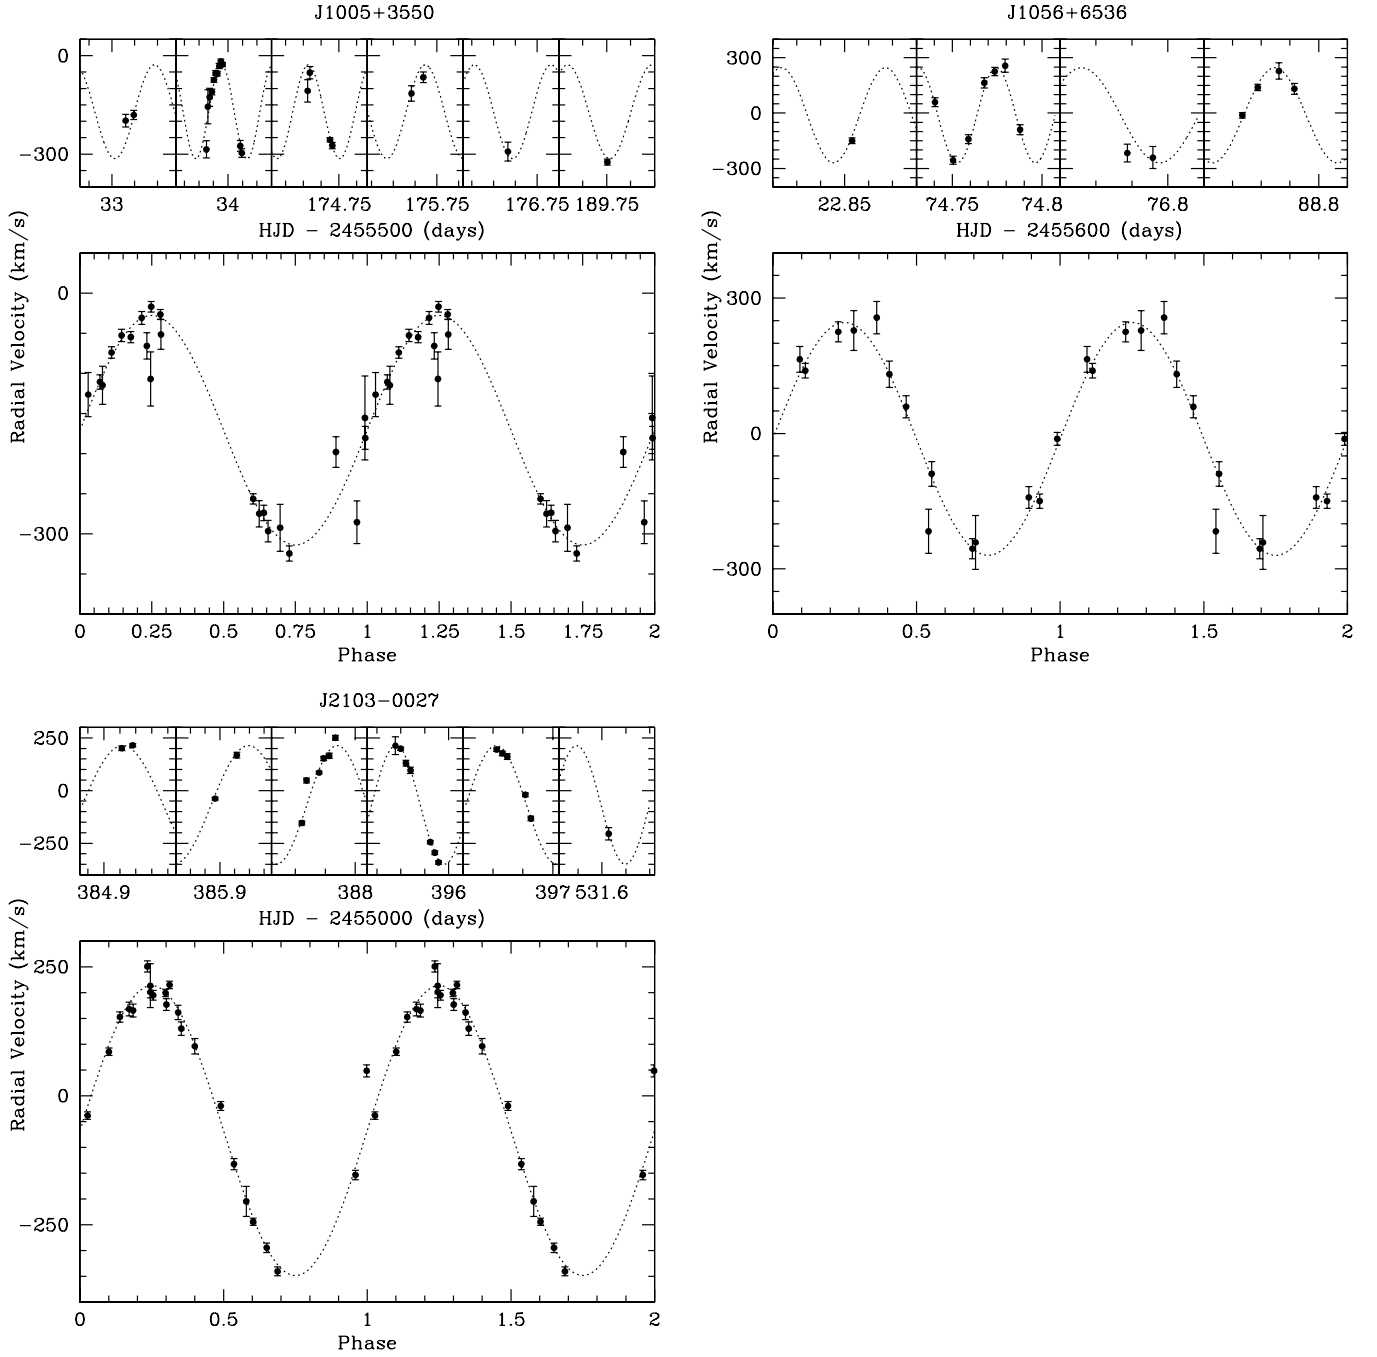 J1005+3550
0
−300
33 34 174.75 175.75 176.75 189.75
HJD − 2455500 (days)
Radial Velocity (km/s)
0
−300
0 0.25 0.5 0.75 1 1.25 1.5 1.75 2
Phase
J1056+6536
300
0
−300
22.85 74.75 74.8 76.8 88.8
HJD − 2455600 (days)
Radial Velocity (km/s)
300
0
−300
0 0.5 1 1.5 2
Phase
J2103−0027
250
0
−250
384.9 385.9 388 396 397 531.6
HJD − 2455000 (days)
Radial Velocity (km/s)
250
0
−250
0 0.5 1 1.5 2
Phase